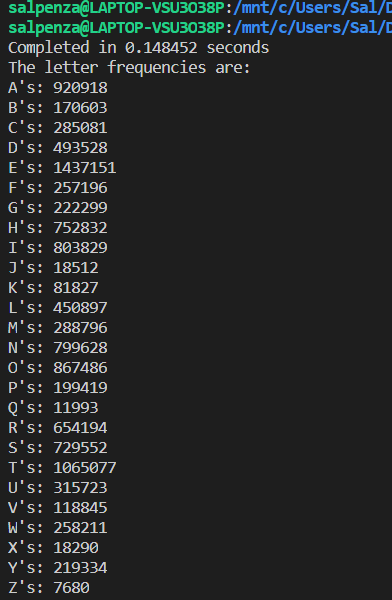 salpenza@LAPTOP-VSU3O38P:/mnt/c/Users/Sal/D
salpenza@LAPTOP-VSU3O38P:/mnt/c/Users/Sal/D
Completed in 0.148452 seconds
The letter frequencies are:
A's: 920918
B's: 170603
C's: 285081
D's: 493528
E's: 1437151
F's: 257196
G's: 222299
H's: 752832
I's: 803829
J's: 18512
K's: 81827
L's: 450897
M's: 288796
N's: 799628
O's: 867486
P's: 199419
Q's: 11993
R's: 654194
S's: 729552
T's: 1065077
U's: 315723
V's: 118845
W's: 258211
X's: 18290
Y's: 219334
Z's: 7680